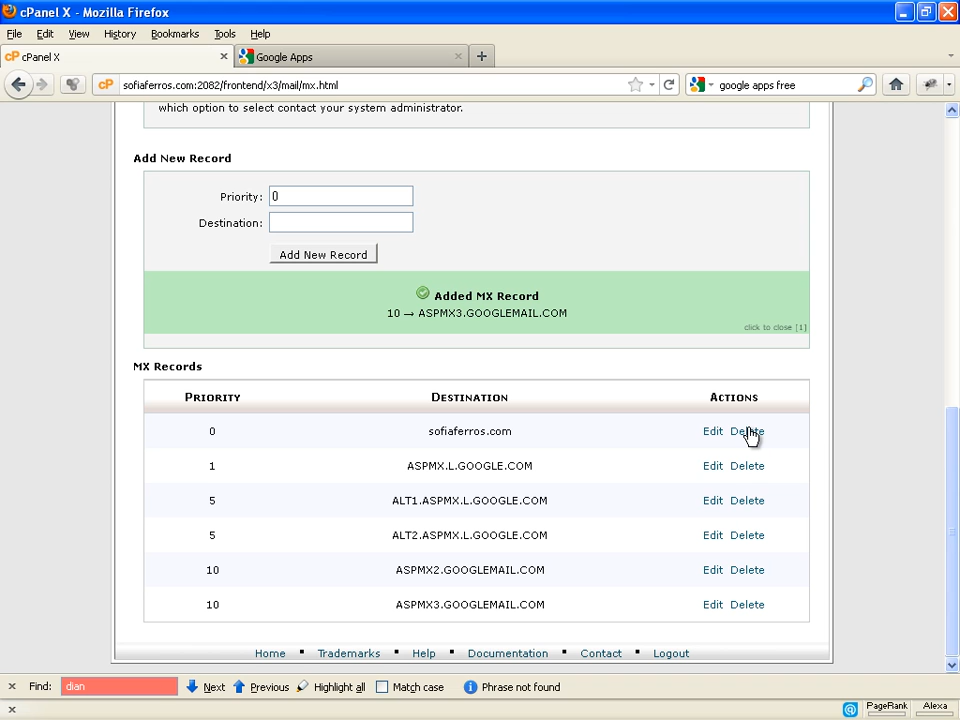 cPanel X - Mozilla Firefox
File Edit View History Bookmarks Tools Help
cPanel X
Google Apps
sofiaferros.com:2082/frontend/x3/mail/mx.html
google apps free
which option to select contact your system administrator.
Add New Record
Priority: 0
Destination:
Add New Record
Added MX Record
10 → ASPMX3.GOOGLEMAIL.COM
click to close [1]
MX Records
PRIORITY DESTINATION ACTIONS
0 sofiaferros.com Edit Delete
1 ASPMX.L.GOOGLE.COM Edit Delete
5 ALT1.ASPMX.L.GOOGLE.COM Edit Delete
5 ALT2.ASPMX.L.GOOGLE.COM Edit Delete
10 ASPMX2.GOOGLEMAIL.COM Edit Delete
10 ASPMX3.GOOGLEMAIL.COM Edit Delete
Home ▪ Trademarks ▪ Help ▪ Documentation ▪ Contact ▪ Logout
Find: dian Next Previous Highlight all Match case Phrase not found
PageRank Alexa